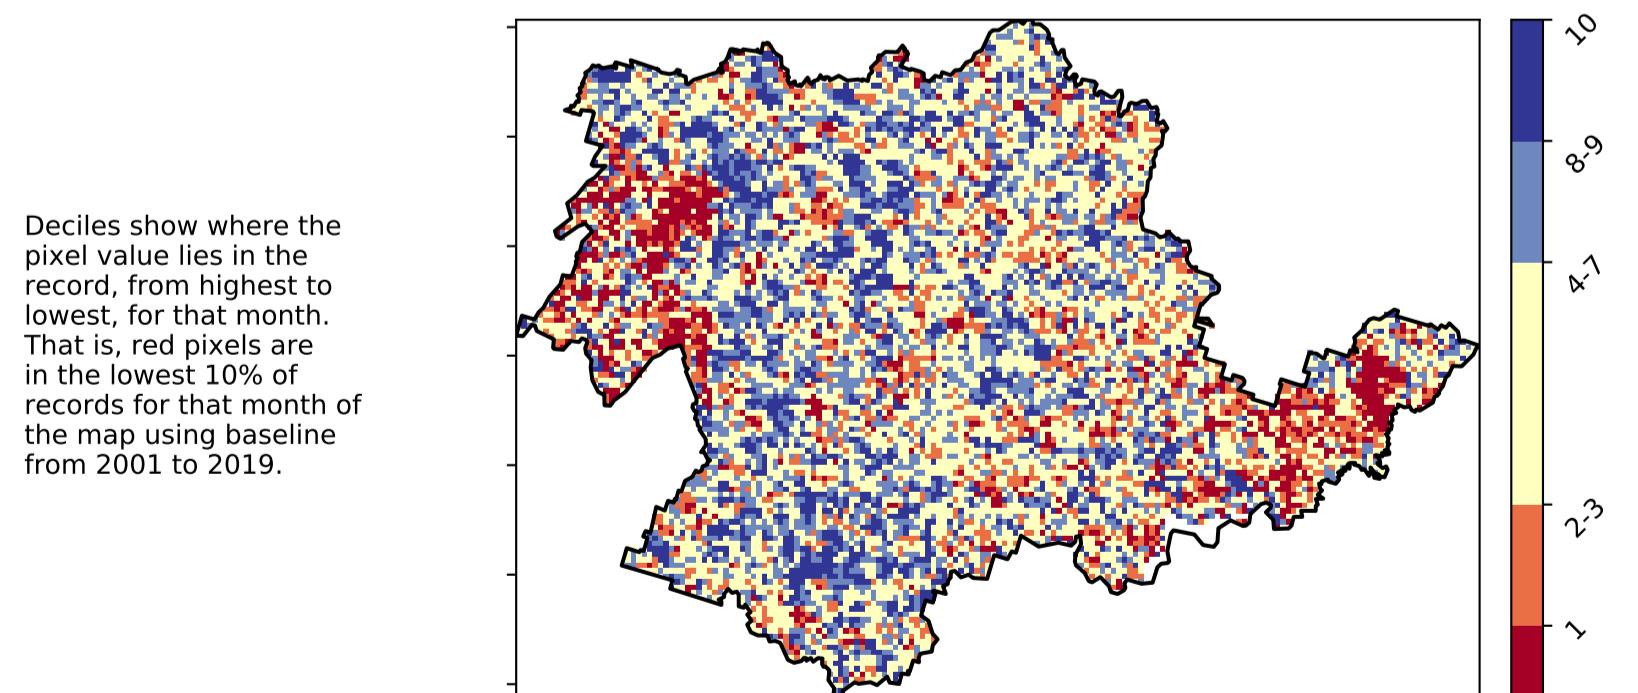 Deciles show where the
pixel value lies in the
record, from highest to
lowest, for that month.
That is, red pixels are
in the lowest 10% of
records for that month of
the map using baseline
from 2001 to 2019.
10
8-9
4-7
2-3
1